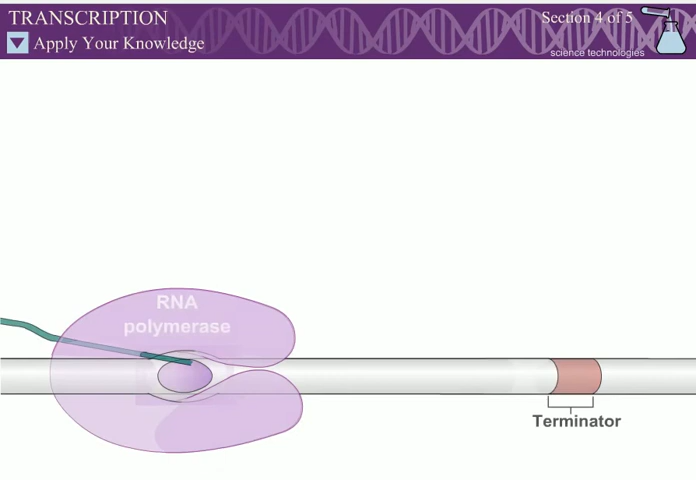 TRANSCRIPTION
Section 4 of 5
Apply Your Knowledge
science technologies
RNA
polymerase
Terminator